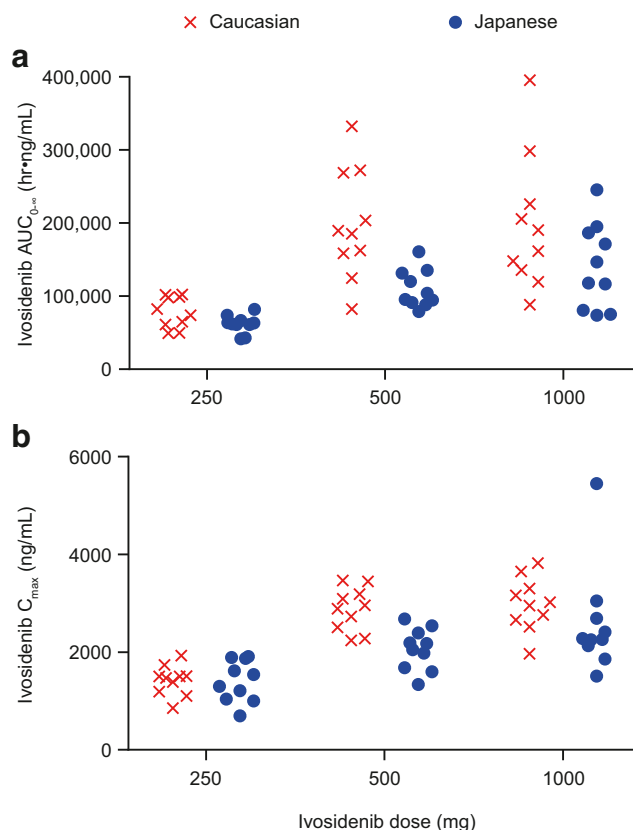 Caucasian Japanese
a
Ivosidenib AUC0-∞ (hr•ng/mL)
400,000
300,000
200,000
100,000
0
250 500 1000
b
Ivosidenib Cmax (ng/mL)
6000
4000
2000
0
250 500 1000
Ivosidenib dose (mg)